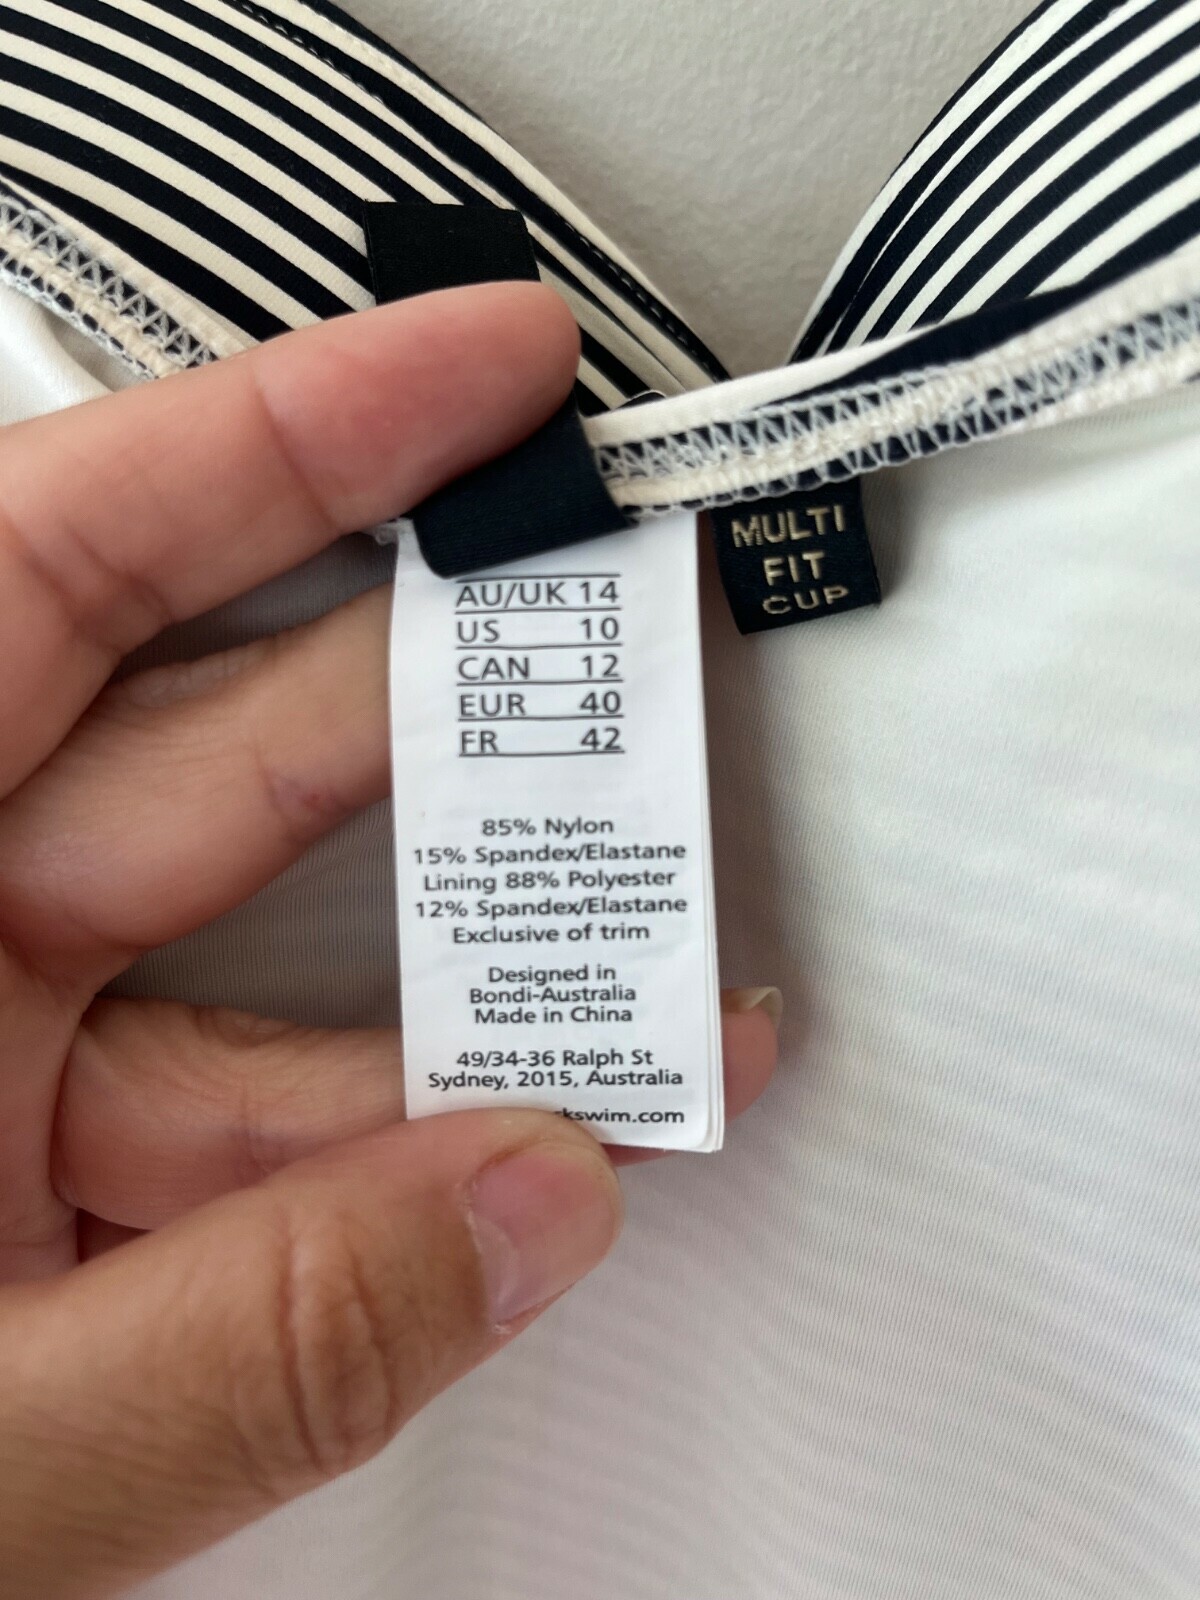 MULTI
FIT
CUP
AU/UK 14
US 10
CAN 12
EUR 40
FR 42
85% Nylon
15% Spandex/Elastane
Lining 88% Polyester
12% Spandex/Elastane
Exclusive of trim
Designed in
Bondi-Australia
Made in China
49/34-36 Ralph St
Sydney, 2015, Australia
kswim.com